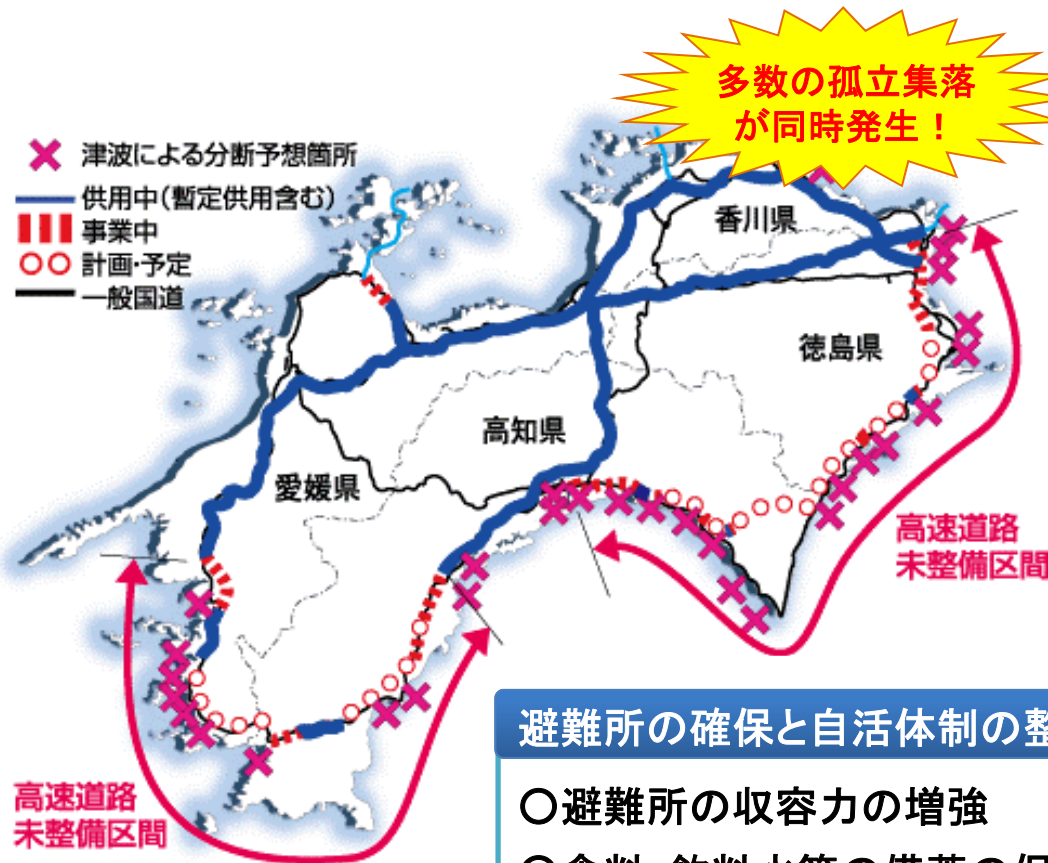 多数の孤立集落
が同時発生！
津波による分断予想箇所
供用中（暫定供用含む）
事業中
計画・予定
一般国道
香川県
徳島県
高知県
愛媛県
高速道路
未整備区間
高速道路
未整備区間
避難所の確保と自活体制の整
〇避難所の収容力の増強